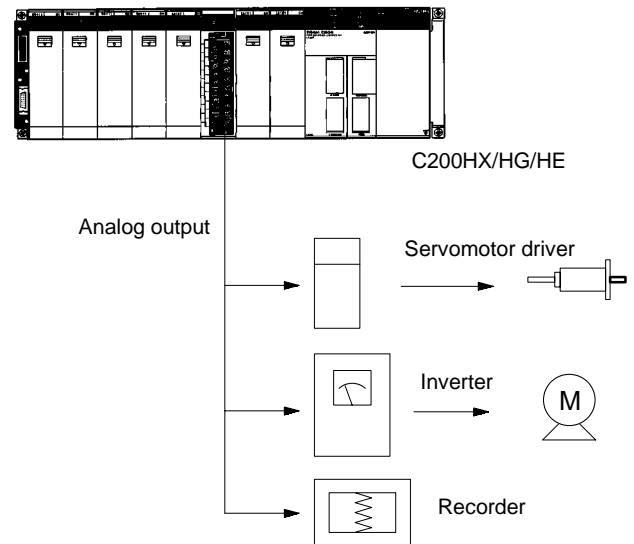 C200HX/HG/HE
Analog output
Servomotor driver
Inverter
M
Recorder